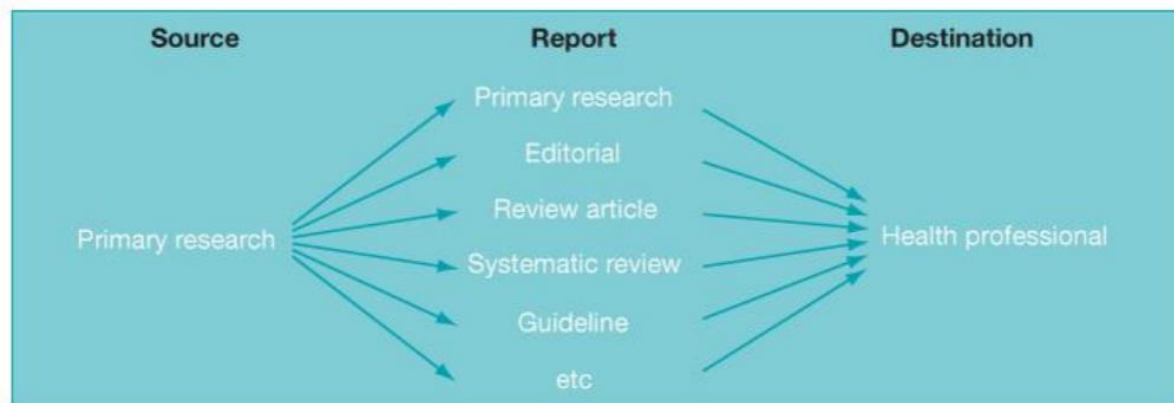 Source Report Destination
Primary research
Editorial
Review article
Primary research Health professional
Systematic review
Guideline
etc